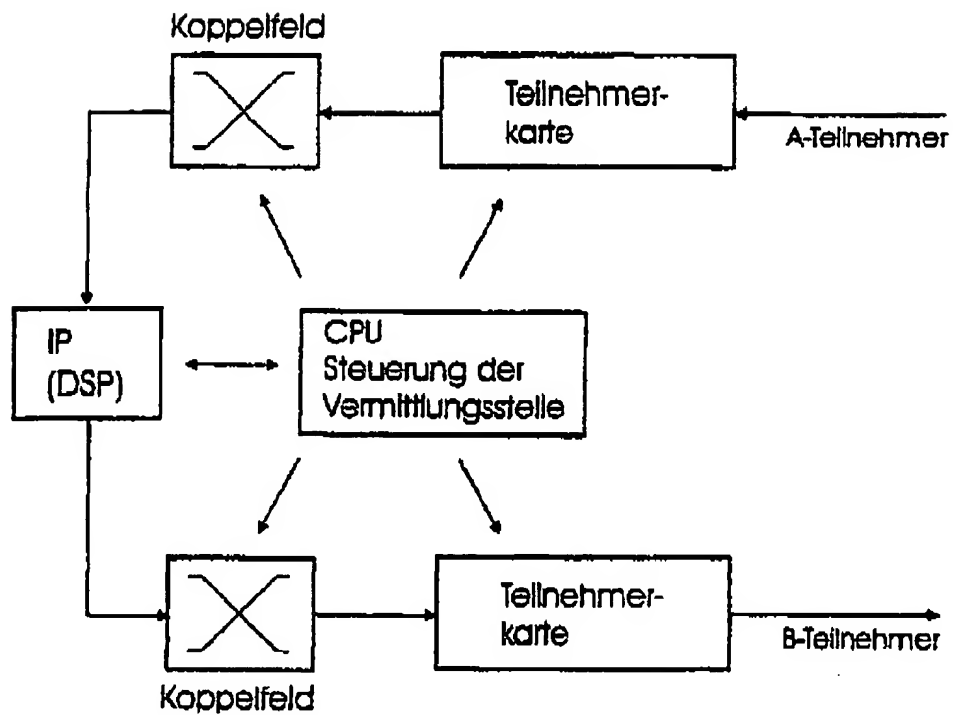 Koppelfeld
Teilnehmer-
karte
A-Teilnehmer
IP
(DSP)
CPU
Steuerung der
Vermittlungsstelle
Teilnehmer-
karte
B-Teilnehmer
Koppelfeld